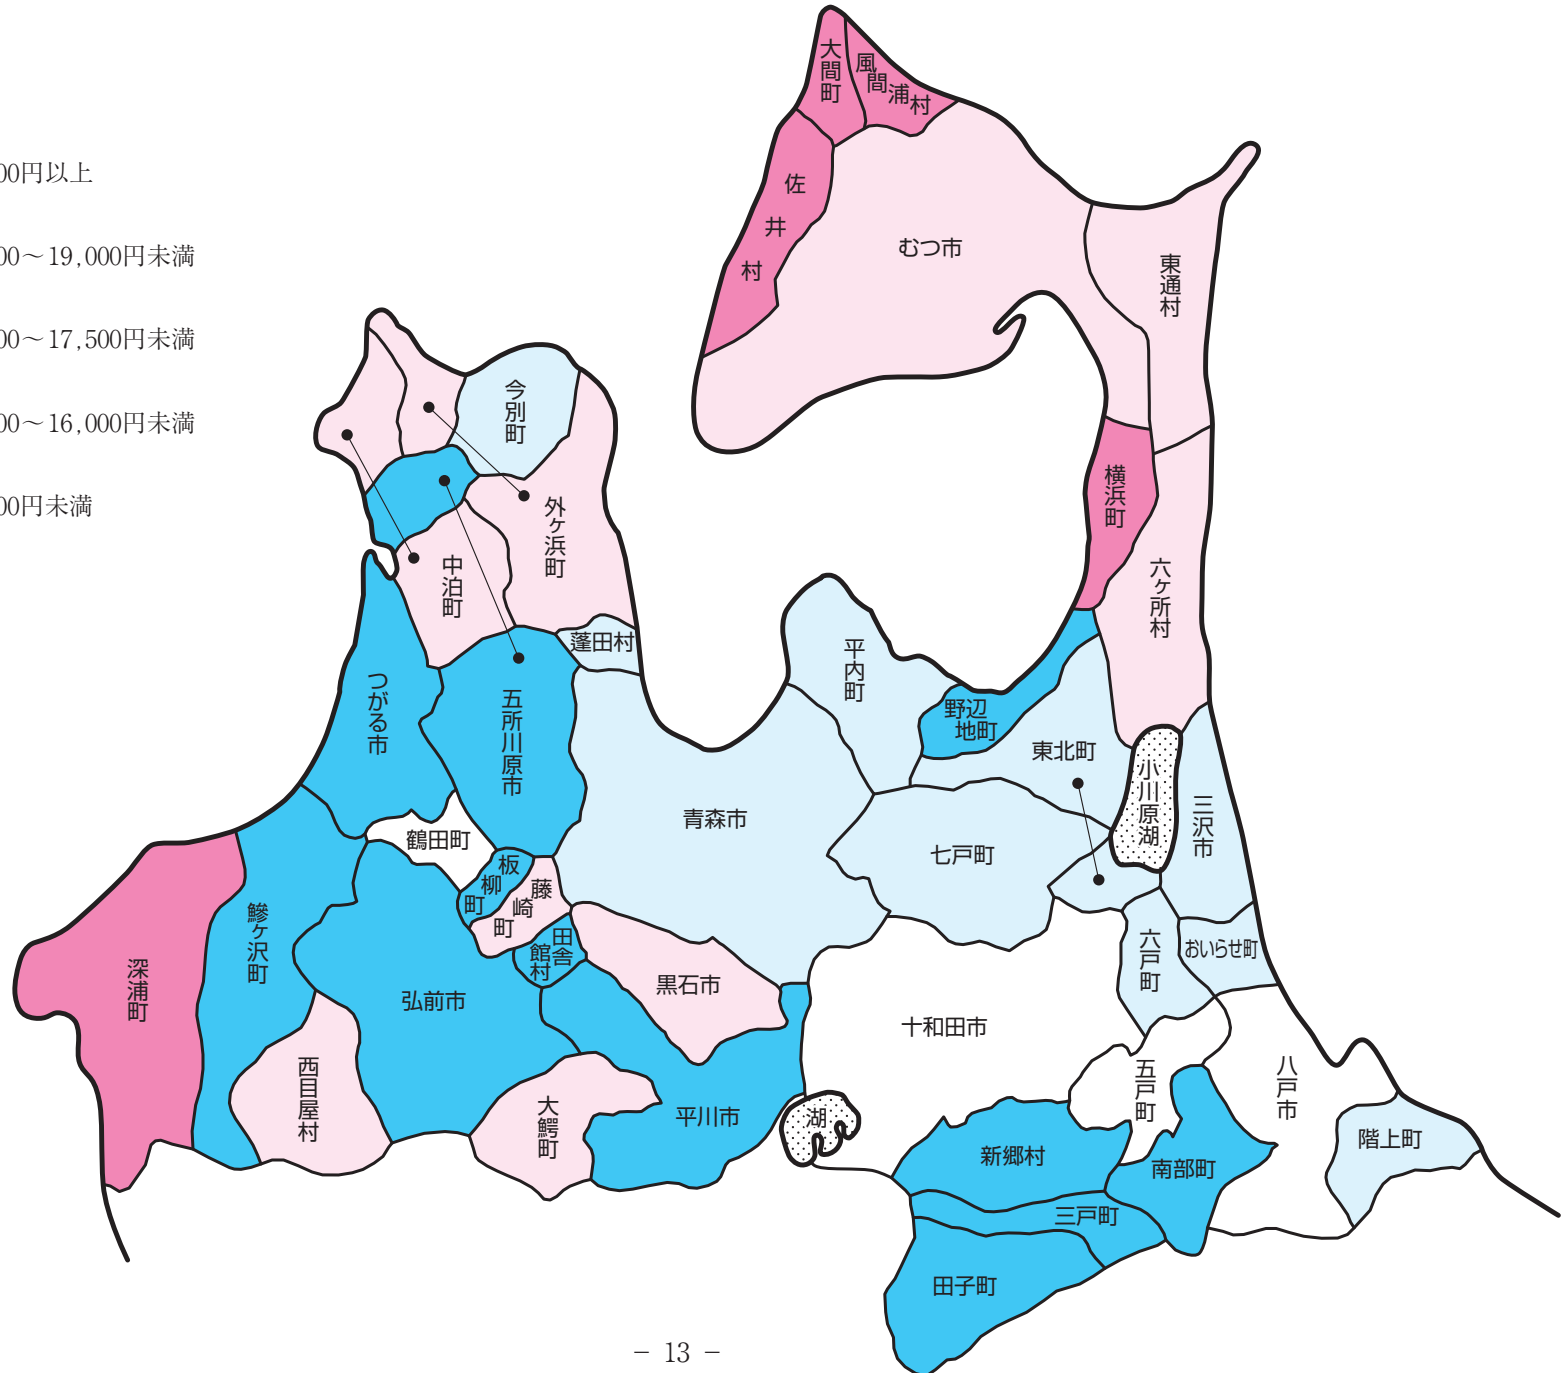 00円以上
00～19,000円未満
00～17,500円未満
00～16,000円未満
00円未満
大間町
風間浦村
佐井村
むつ市
東通村
今別町
外ヶ浜町
中泊町
横浜町
六ヶ所村
蓬田村
平内町
つがる市
五所川原市
野辺地町
東北町
小川原湖
三沢市
青森市
鶴田町
七戸町
板柳町
藤崎町
鰺ヶ沢町
田舎館村
六戸町
おいらせ町
深浦町
弘前市
黒石市
十和田市
西目屋村
大鰐町
平川市
湖
五戸町
八戸市
階上町
新郷村
南部町
三戸町
田子町
－ 13 －